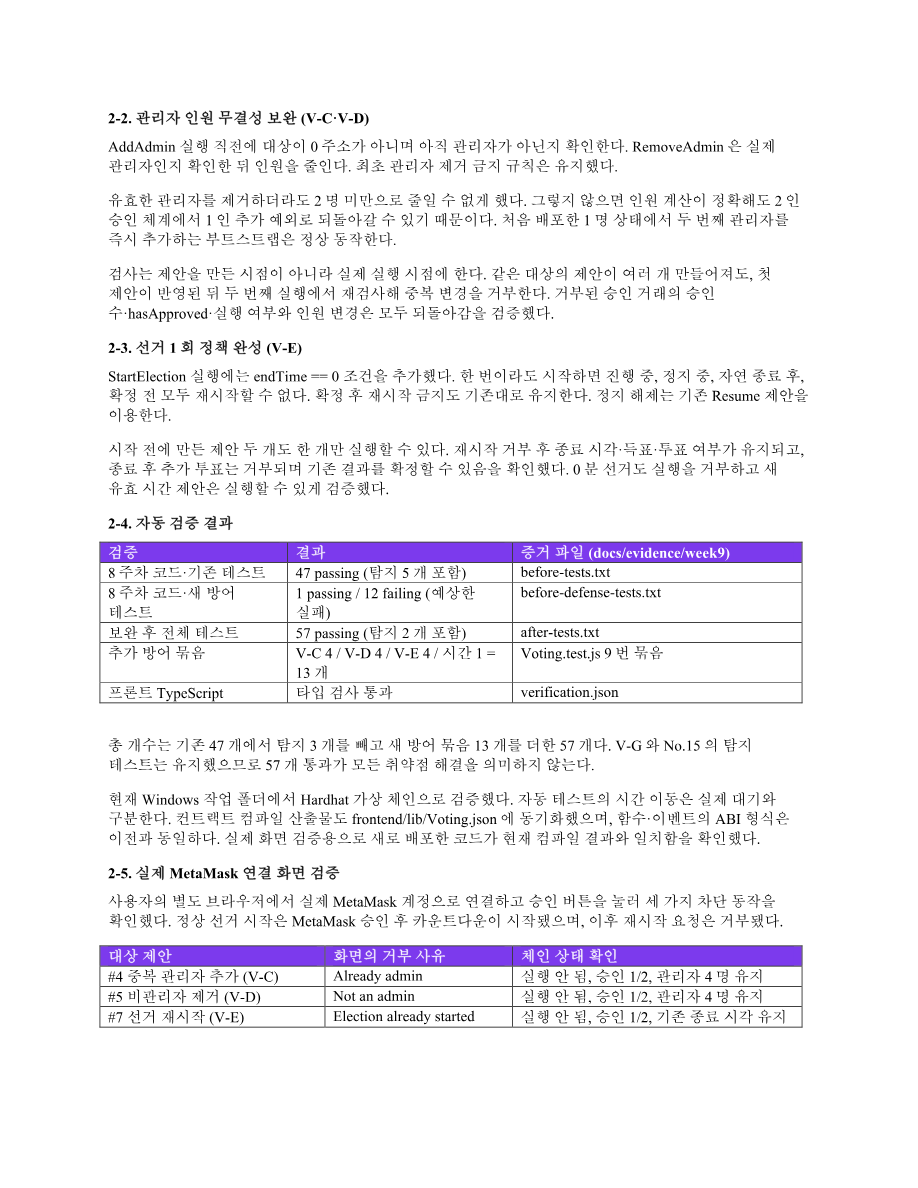 2-2. 관리자 인원 무결성 보완 (V-C·V-D)
AddAdmin 실행 직전에 대상이 0 주소가 아니며 아직 관리자가 아닌지 확인한다. RemoveAdmin 은 실제
관리자인지 확인한 뒤 인원을 줄인다. 최초 관리자 제거 금지 규칙은 유지했다.
유효한 관리자를 제거하더라도 2 명 미만으로 줄일 수 없게 했다. 그렇지 않으면 인원 계산이 정확해도 2 인
승인 체계에서 1 인 추가 예외로 되돌아갈 수 있기 때문이다. 처음 배포한 1 명 상태에서 두 번째 관리자를
즉시 추가하는 부트스트랩은 정상 동작한다.
검사는 제안을 만든 시점이 아니라 실제 실행 시점에 한다. 같은 대상의 제안이 여러 개 만들어져도, 첫
제안이 반영된 뒤 두 번째 실행에서 재검사해 중복 변경을 거부한다. 거부된 승인 거래의 승인
수·hasApproved·실행 여부와 인원 변경은 모두 되돌아감을 검증했다.
2-3. 선거 1 회 정책 완성 (V-E)
StartElection 실행에는 endTime == 0 조건을 추가했다. 한 번이라도 시작하면 진행 중, 정지 중, 자연 종료 후,
확정 전 모두 재시작할 수 없다. 확정 후 재시작 금지도 기존대로 유지한다. 정지 해제는 기존 Resume 제안을
이용한다.
시작 전에 만든 제안 두 개도 한 개만 실행할 수 있다. 재시작 거부 후 종료 시각·득표·투표 여부가 유지되고,
종료 후 추가 투표는 거부되며 기존 결과를 확정할 수 있음을 확인했다. 0 분 선거도 실행을 거부하고 새
유효 시간 제안은 실행할 수 있게 검증했다.
2-4. 자동 검증 결과
검증 결과 증거 파일 (docs/evidence/week9)
8 주차 코드·기존 테스트 47 passing (탐지 5 개 포함) before-tests.txt
8 주차 코드·새 방어 1 passing / 12 failing (예상한 before-defense-tests.txt
테스트 실패)
보완 후 전체 테스트 57 passing (탐지 2 개 포함) after-tests.txt
추가 방어 묶음 V-C 4 / V-D 4 / V-E 4 / 시간 1 = Voting.test.js 9 번 묶음
13 개
프론트 TypeScript 타입 검사 통과 verification.json
총 개수는 기존 47 개에서 탐지 3 개를 빼고 새 방어 묶음 13 개를 더한 57 개다. V-G 와 No.15 의 탐지
테스트는 유지했으므로 57 개 통과가 모든 취약점 해결을 의미하지 않는다.
현재 Windows 작업 폴더에서 Hardhat 가상 체인으로 검증했다. 자동 테스트의 시간 이동은 실제 대기와
구분한다. 컨트랙트 컴파일 산출물도 frontend/lib/Voting.json 에 동기화했으며, 함수·이벤트의 ABI 형식은
이전과 동일하다. 실제 화면 검증용으로 새로 배포한 코드가 현재 컴파일 결과와 일치함을 확인했다.
2-5. 실제 MetaMask 연결 화면 검증
사용자의 별도 브라우저에서 실제 MetaMask 계정으로 연결하고 승인 버튼을 눌러 세 가지 차단 동작을
확인했다. 정상 선거 시작은 MetaMask 승인 후 카운트다운이 시작됐으며, 이후 재시작 요청은 거부됐다.
대상 제안 화면의 거부 사유 체인 상태 확인
#4 중복 관리자 추가 (V-C) Already admin 실행 안 됨, 승인 1/2, 관리자 4 명 유지
#5 비관리자 제거 (V-D) Not an admin 실행 안 됨, 승인 1/2, 관리자 4 명 유지
#7 선거 재시작 (V-E) Election already started 실행 안 됨, 승인 1/2, 기존 종료 시각 유지